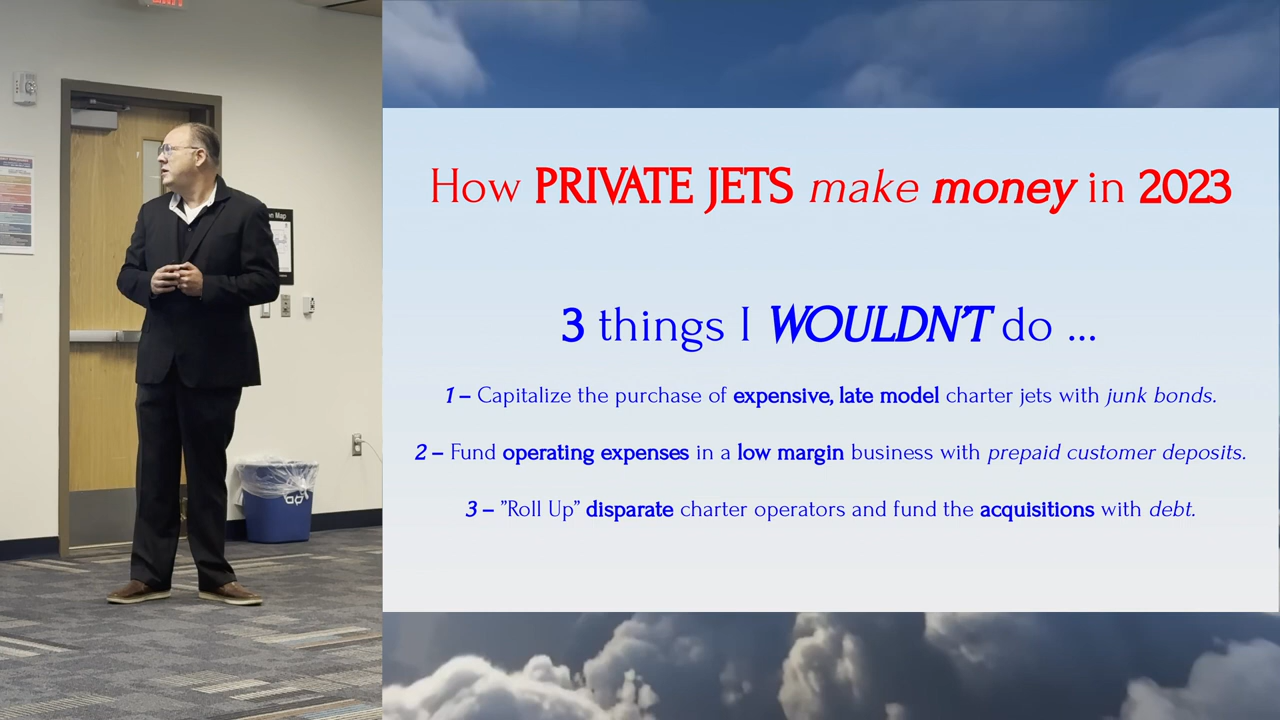 How PRIVATE JETS make money in 2023
3 things I WOULDN'T do ...
1 – Capitalize the purchase of expensive, late model charter jets with junk bonds.
2 – Fund operating expenses in a low margin business with prepaid customer deposits.
3 – ”Roll Up” disparate charter operators and fund the acquisitions with debt.
on Map